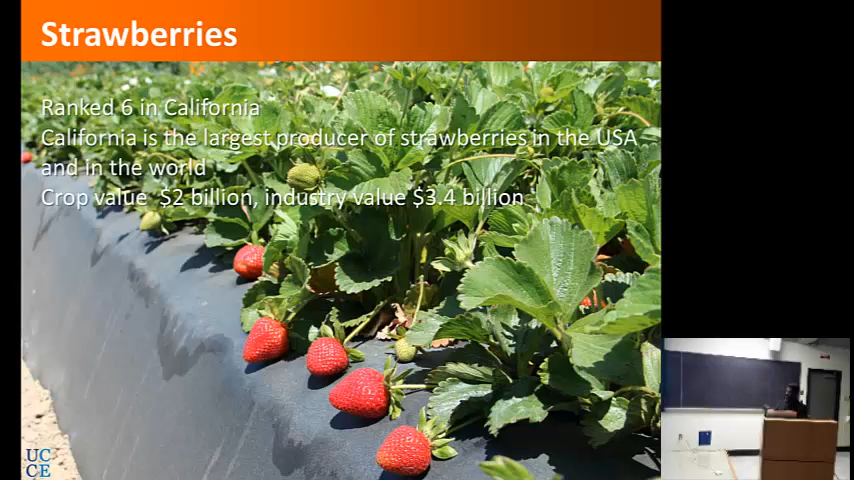 Strawberries
Ranked 6 in California
California is the largest producer of strawberries in the USA
and in the world
Crop value  $2 billion, industry value $3.4 billion
UC
CE